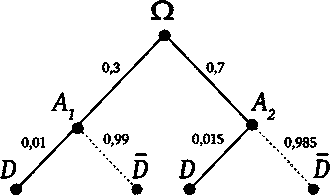 Ω
0,3 0,7
A₁ A₂
0,01 0,99 0,015 0,985
D D̅ D D̅